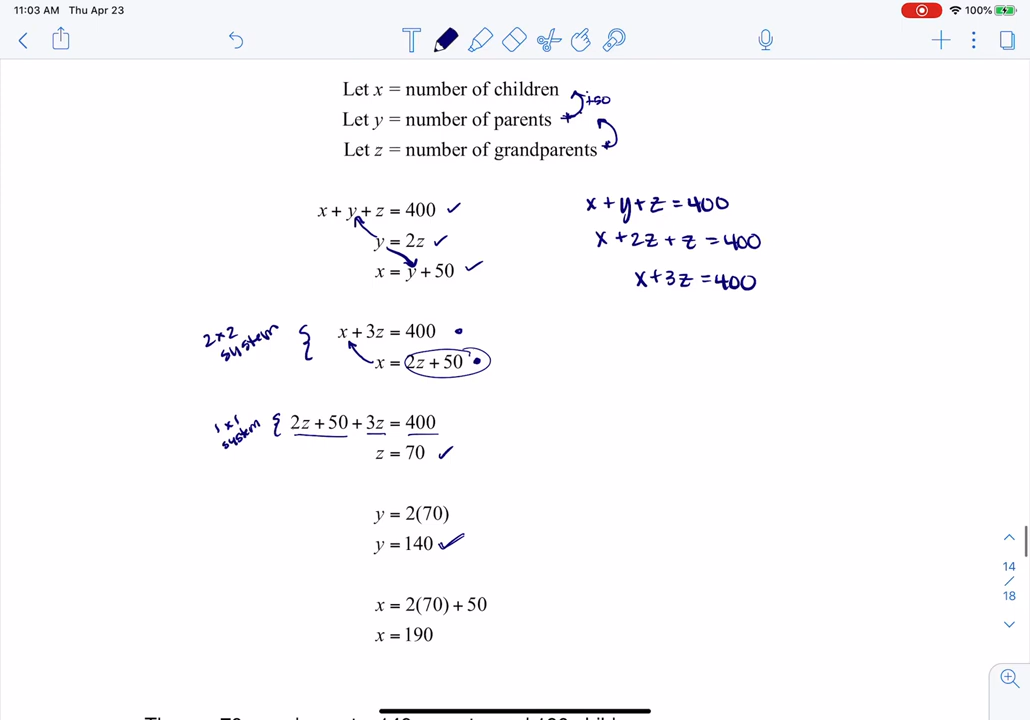 11:03 AM Thu Apr 23
100%
Let x = number of children
+50
Let y = number of parents
Let z = number of grandparents
x + y + z = 400
y = 2z
x = y + 50
x + y + z = 400
x + 2z + z = 400
x + 3z = 400
2x2 system
x + 3z = 400
x = 2z + 50
1x1 system
2z + 50 + 3z = 400
z = 70
y = 2(70)
y = 140
x = 2(70) + 50
x = 190
14
/
18